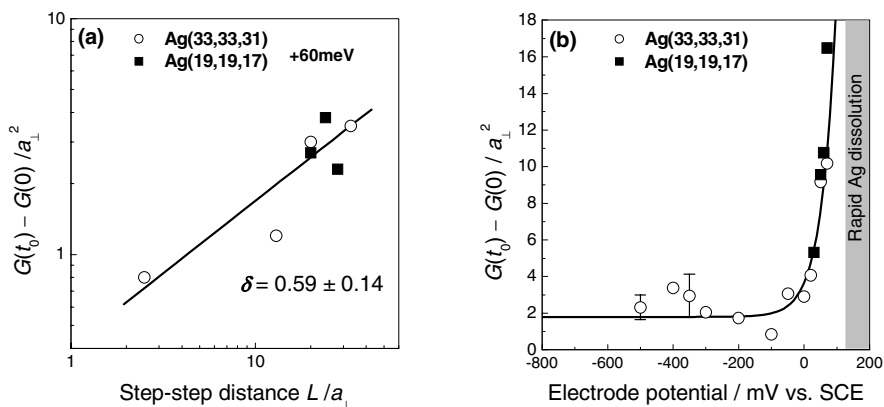 (a)
Ag(33,33,31)
Ag(19,19,17)
+60meV
δ = 0.59 ± 0.14
10
1
1
10
G(t₀) − G(0) /a⊥²
Step-step distance L /a⊥
(b)
Ag(33,33,31)
Ag(19,19,17)
Rapid Ag dissolution
18
16
14
12
10
8
6
4
2
0
-800
-600
-400
-200
0
200
G(t₀) − G(0) / a⊥²
Electrode potential / mV vs. SCE